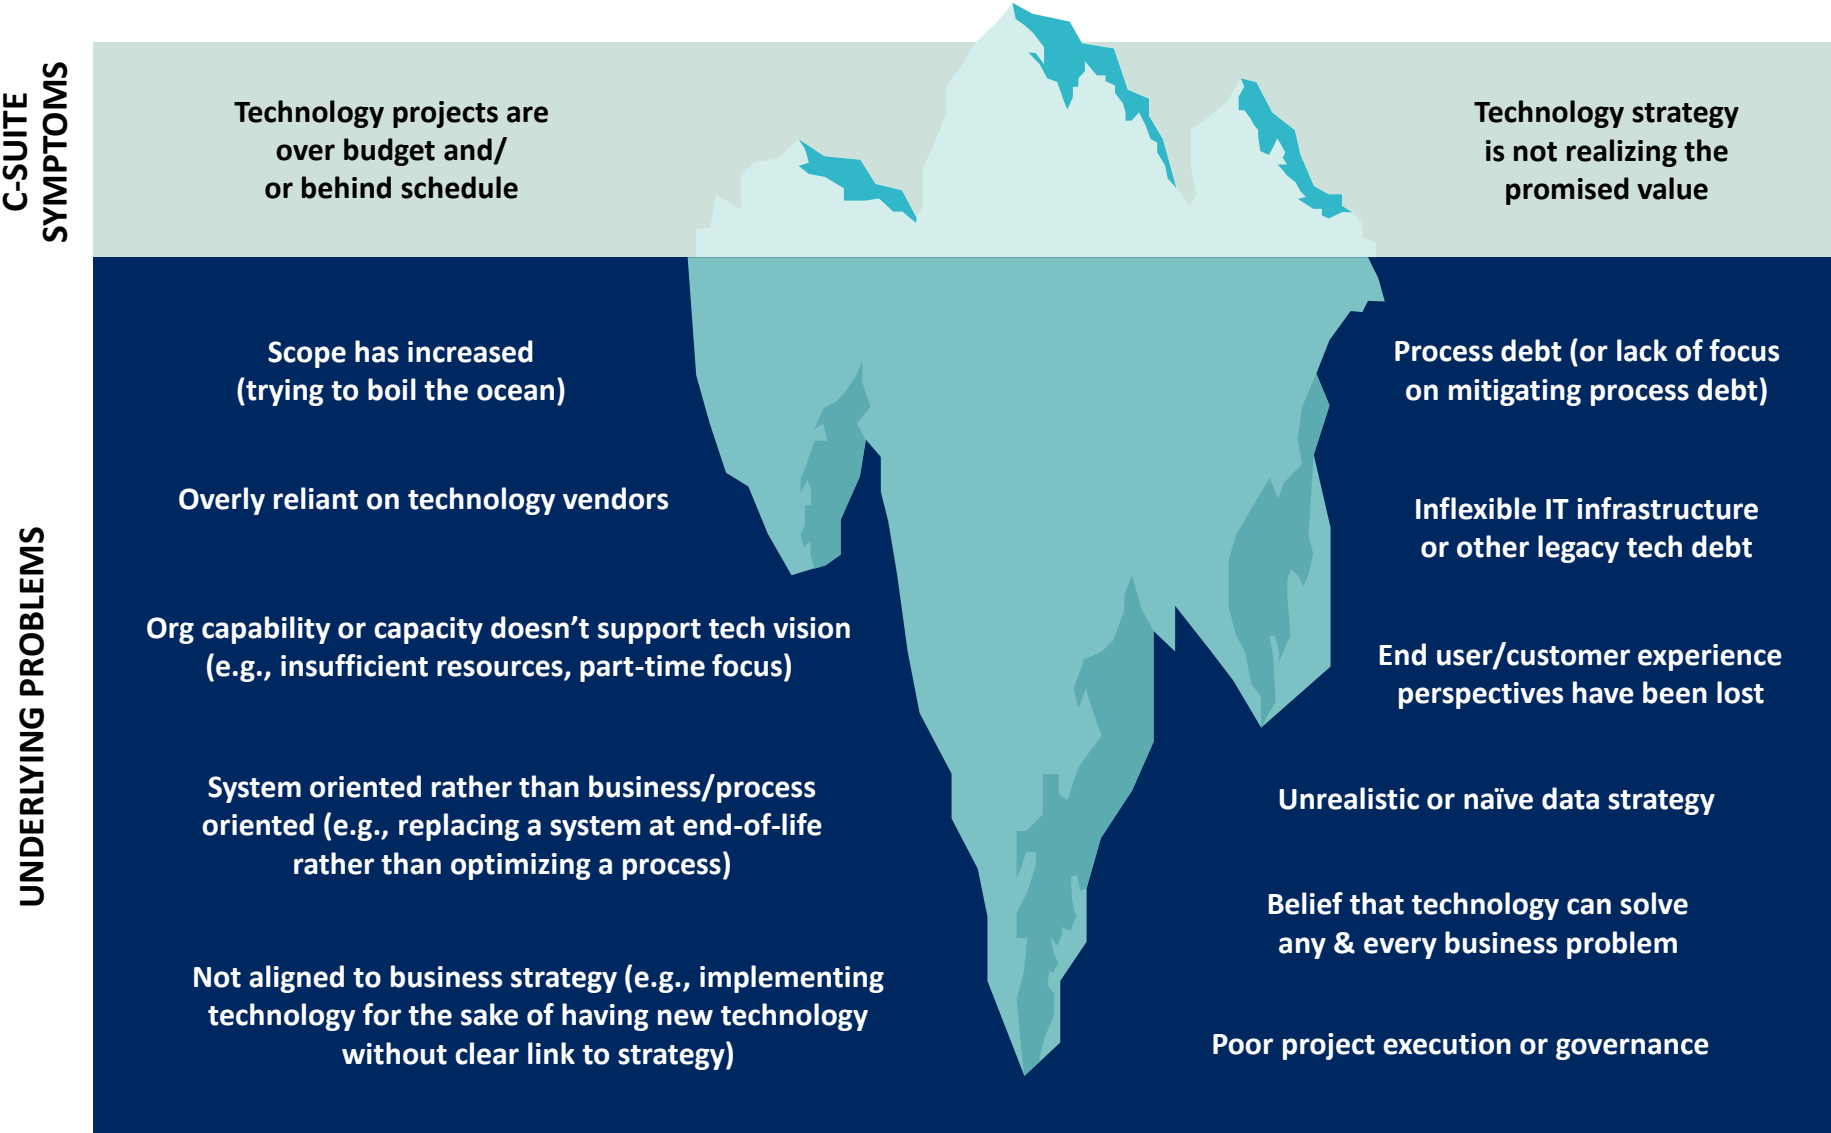 C-SUITE
SYMPTOMS
Technology projects are
over budget and/
or behind schedule
Technology strategy
is not realizing the
promised value
UNDERLYING PROBLEMS
Scope has increased
(trying to boil the ocean)
Overly reliant on technology vendors
Org capability or capacity doesn’t support tech vision
(e.g., insufficient resources, part-time focus)
System oriented rather than business/process
oriented (e.g., replacing a system at end-of-life
rather than optimizing a process)
Not aligned to business strategy (e.g., implementing
technology for the sake of having new technology
without clear link to strategy)
Process debt (or lack of focus
on mitigating process debt)
Inflexible IT infrastructure
or other legacy tech debt
End user/customer experience
perspectives have been lost
Unrealistic or naïve data strategy
Belief that technology can solve
any & every business problem
Poor project execution or governance